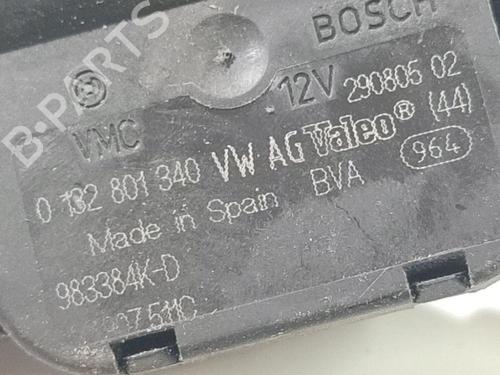 BOSCH
12V 290805 02
VMC (44)
0 132 801 340 VW AG Valeo®
964
Made in Spain BVA
983384K-D
B-PARTS